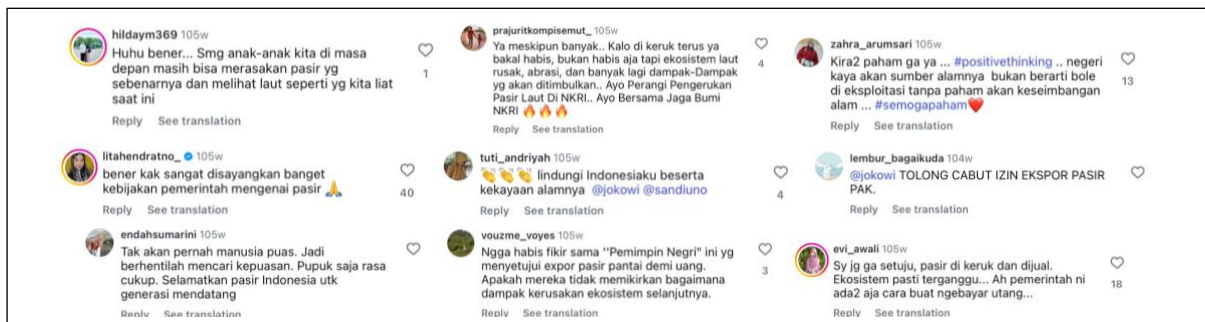 hildaym369 105w
Huhu bener... Smg anak-anak kita di masa
depan masih bisa merasakan pasir yg
sebenarnya dan melihat laut seperti yg kita liat
saat ini
1
Reply See translation
prajuritkompisemut_ 105w
Ya meskipun banyak.. Kalo di keruk terus ya
bakal habis, bukan habis aja tapi ekosistem laut
rusak, abrasi, dan banyak lagi dampak-Dampak
yg akan ditimbulkan.. Ayo Perangi Pengerukan
Pasir Laut Di NKRI.. Ayo Bersama Jaga Bumi
NKRI 🔥🔥🔥
4
Reply See translation
zahra_arumsari 105w
Kira2 paham ga ya ... #positivethinking .. negeri
kaya akan sumber alamnya bukan berarti bole
di eksploitasi tanpa paham akan keseimbangan
alam ... #semogapaham❤️
13
Reply See translation
litahendratno_ 105w
bener kak sangat disayangkan banget
kebijakan pemerintah mengenai pasir 🙏
40
Reply See translation
tuti_andriyah 105w
👏👏👏 lindungi Indonesiaku beserta
kekayaan alamnya @jokowi @sandiuno
4
Reply See translation
lembur_bagaikuda 104w
@jokowi TOLONG CABUT IZIN EKSPOR PASIR
PAK.
Reply See translation
endahsumarini 105w
Tak akan pernah manusia puas. Jadi
berhentilah mencari kepuasan. Pupuk saja rasa
cukup. Selamatkan pasir Indonesia utk
generasi mendatang
Reply See translation
vouzme_voyes 105w
Ngga habis fikir sama ''Pemimpin Negri" ini yg
menyetujui expor pasir pantai demi uang.
Apakah mereka tidak memikirkan bagaimana
dampak kerusakan ekosistem selanjutnya.
3
Reply See translation
evi_awali 105w
Sy jg ga setuju, pasir di keruk dan dijual.
Ekosistem pasti terganggu... Ah pemerintah ni
ada2 aja cara buat ngebayar utang...
18
Reply See translation